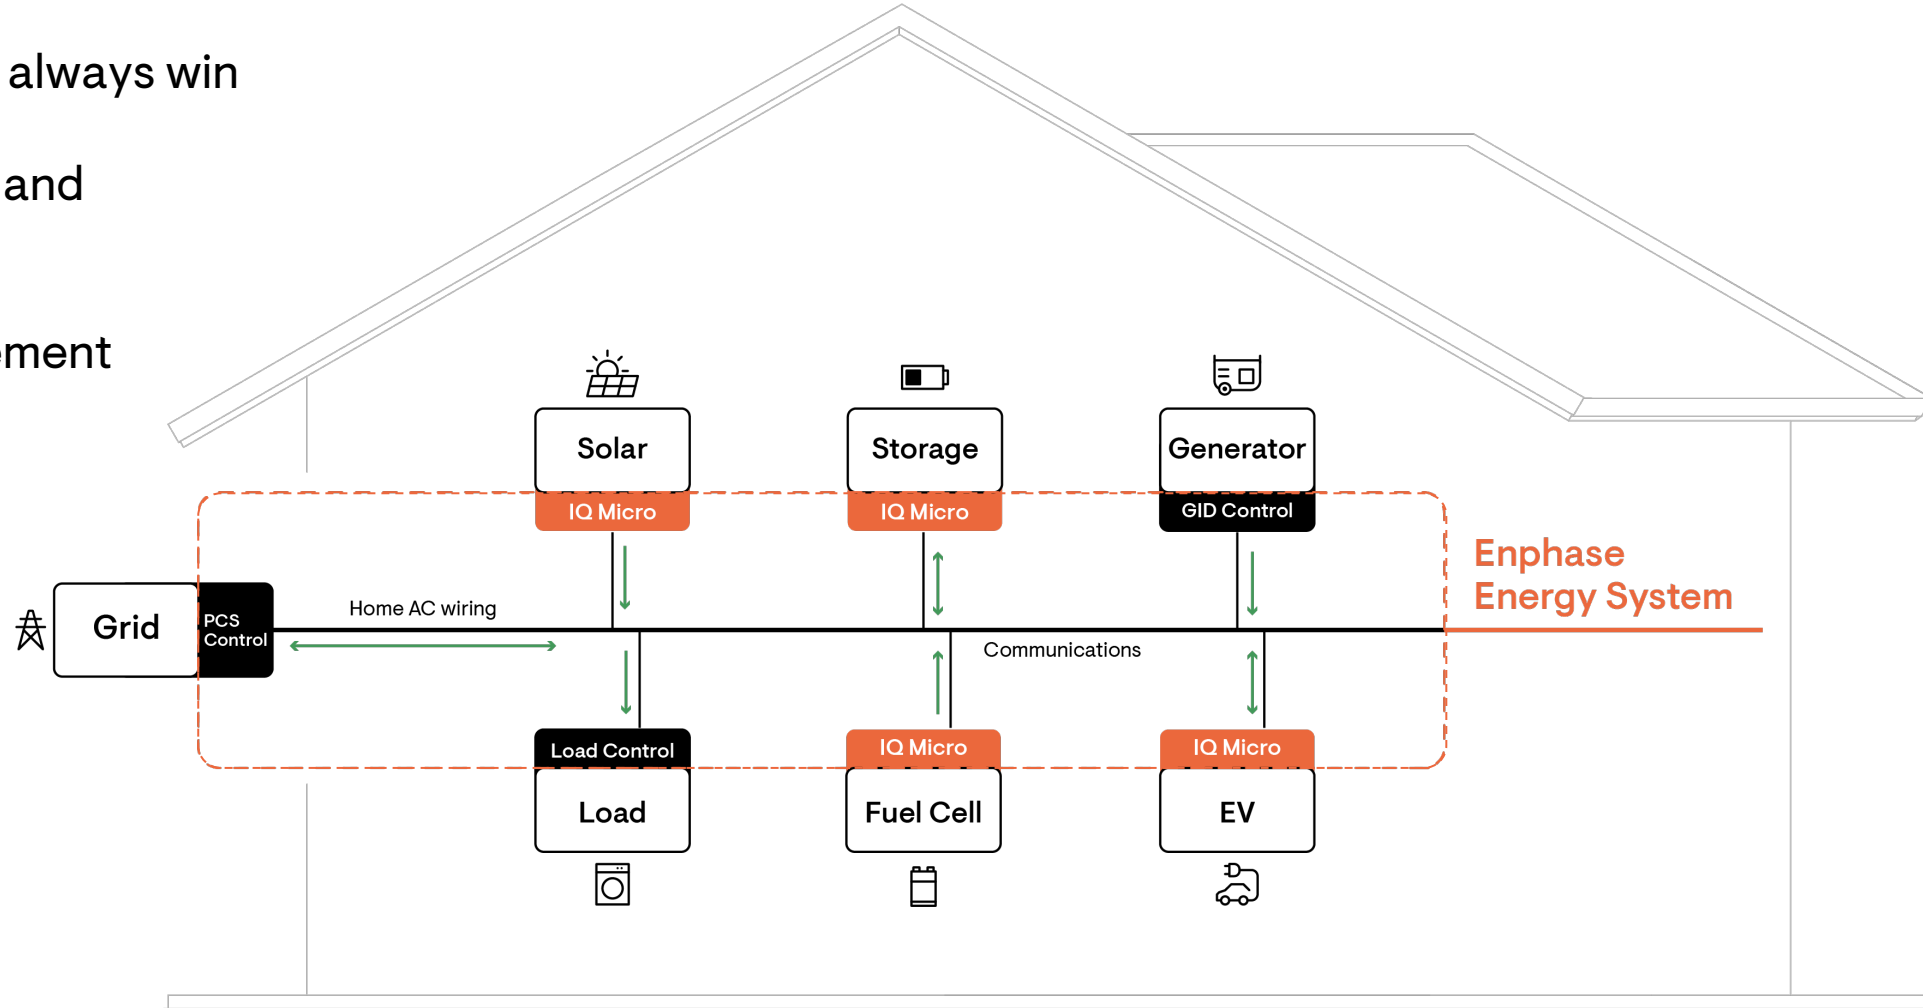 always win
and
ement
Solar
Storage
Generator
IQ Micro
IQ Micro
GID Control
Enphase
Energy System
Grid
PCS
Control
Home AC wiring
Communications
Load Control
IQ Micro
IQ Micro
Load
Fuel Cell
EV